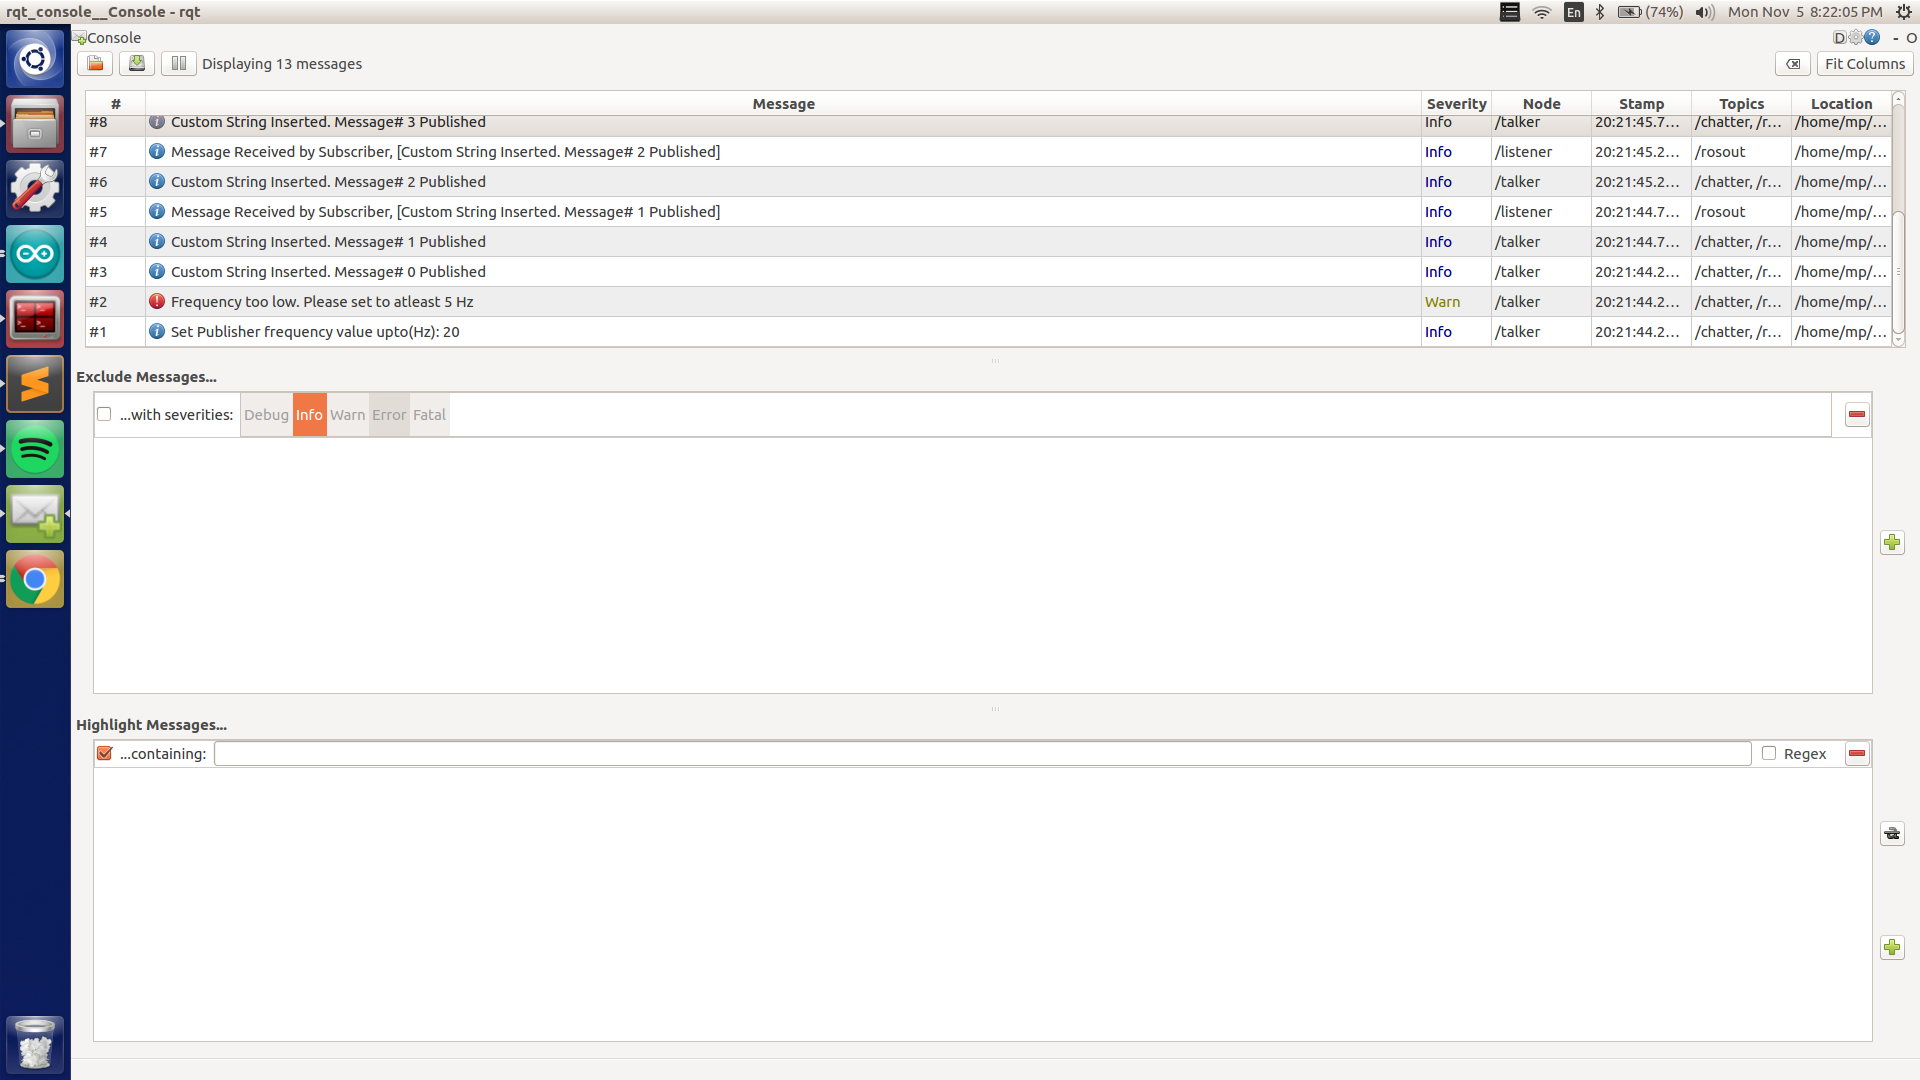 rqt_console__Console - rqt En (74%) Mon Nov 5 8:22:05 PM
Console D - O
Displaying 13 messages Fit Columns
# Message Severity Node Stamp Topics Location
#8 Custom String Inserted. Message# 3 Published Info /talker 20:21:45.7... /chatter, /r... /home/mp/...
#7 Message Received by Subscriber, [Custom String Inserted. Message# 2 Published] Info /listener 20:21:45.2... /rosout /home/mp/...
#6 Custom String Inserted. Message# 2 Published Info /talker 20:21:45.2... /chatter, /r... /home/mp/...
#5 Message Received by Subscriber, [Custom String Inserted. Message# 1 Published] Info /listener 20:21:44.7... /rosout /home/mp/...
#4 Custom String Inserted. Message# 1 Published Info /talker 20:21:44.7... /chatter, /r... /home/mp/...
#3 Custom String Inserted. Message# 0 Published Info /talker 20:21:44.2... /chatter, /r... /home/mp/...
#2 Frequency too low. Please set to atleast 5 Hz Warn /talker 20:21:44.2... /chatter, /r... /home/mp/...
#1 Set Publisher frequency value upto(Hz): 20 Info /talker 20:21:44.2... /chatter, /r... /home/mp/...
Exclude Messages...
...with severities: Debug Info Warn Error Fatal
Highlight Messages...
...containing: Regex